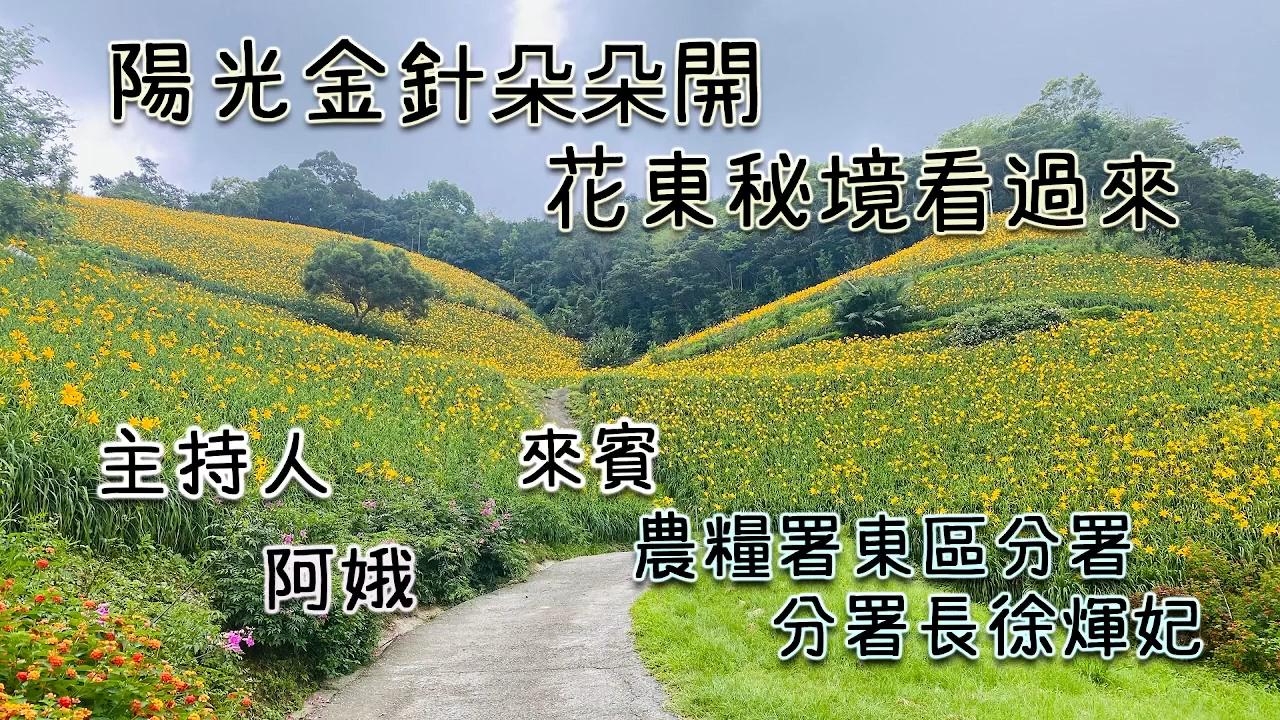 陽光金針朵朵開
花東秘境看過來
主持人
阿娥
來賓
農糧署東區分署
分署長徐煇妃